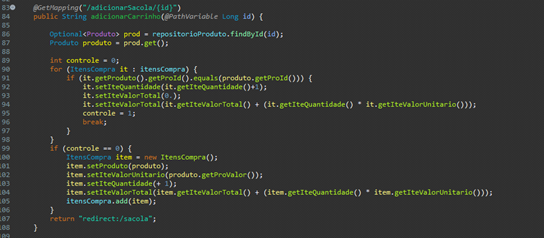 83 @GetMapping("/adicionarSacola/{id}")
84 public String adicionarCarrinho(@PathVariable Long id) {
85
86 Optional<Produto> prod = repositorioProduto.findById(id);
87 Produto produto = prod.get();
88
89 int controle = 0;
90 for (ItensCompra it : itensCompra) {
91 if (it.getProduto().getProId().equals(produto.getProId())) {
92 it.setIteQuantidade(it.getIteQuantidade()+1);
93 it.setIteValorTotal(0.);
94 it.setIteValorTotal(it.getIteValorTotal() + (it.getIteQuantidade() * it.getIteValorUnitario()));
95 controle = 1;
96 break;
97 }
98 }
99 if (controle == 0) {
100 ItensCompra item = new ItensCompra();
101 item.setProduto(produto);
102 item.setIteValorUnitario(produto.getProValor());
103 item.setIteQuantidade(+ 1);
104 item.setIteValorTotal(item.getIteValorTotal() + (item.getIteQuantidade() * item.getIteValorUnitario()));
105 itensCompra.add(item);
106 }
107 return "redirect:/sacola";
108 }
109